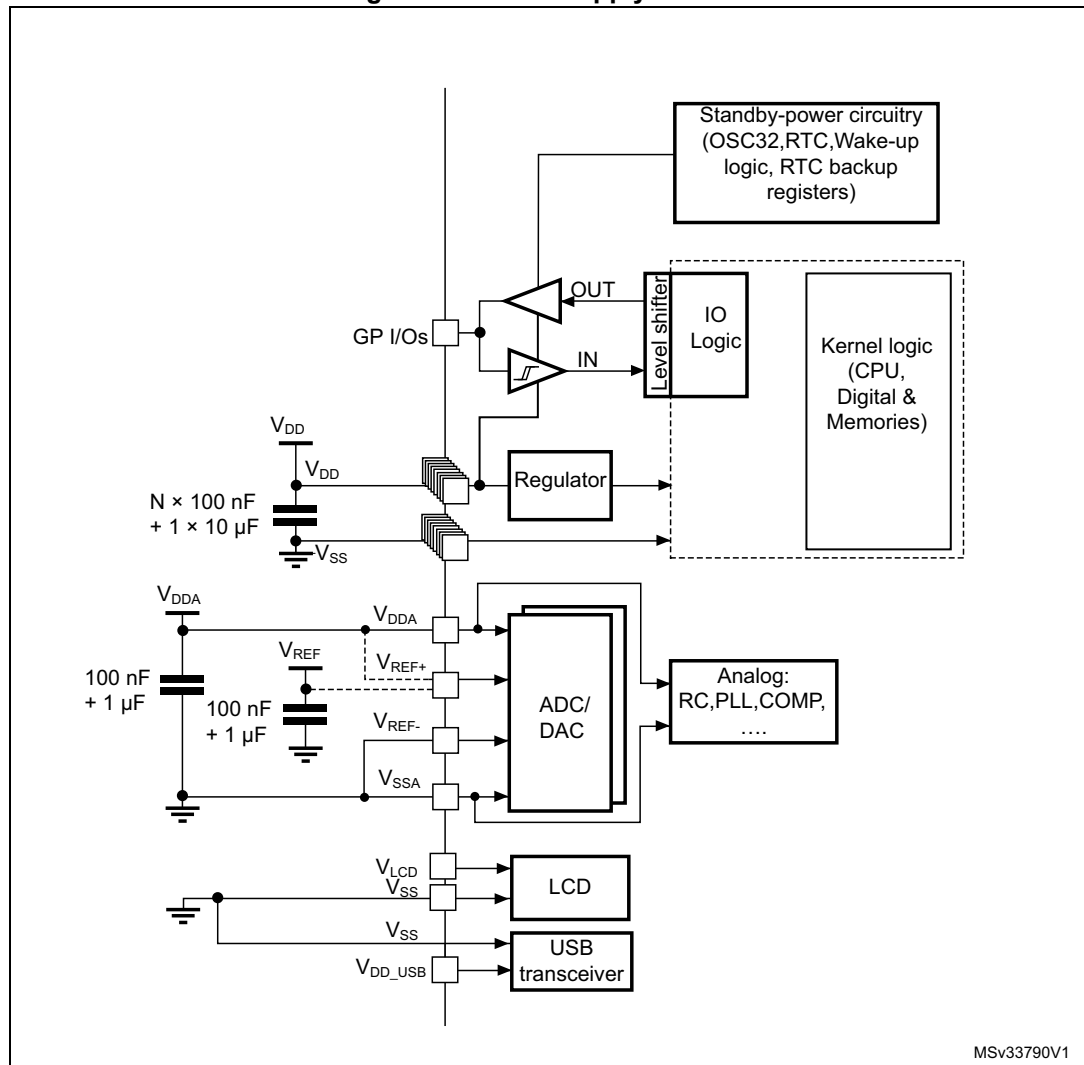 Standby-power circuitry
(OSC32,RTC,Wake-up
logic, RTC backup
registers)
OUT
GP I/Os
IN
Level shifter
IO
Logic
Kernel logic
(CPU,
Digital &
Memories)
VDD
VDD
Regulator
N × 100 nF
+ 1 × 10 µF
VSS
VDDA
VDDA
VREF
VREF+
100 nF
+ 1 µF
100 nF
+ 1 µF
VREF-
ADC/
DAC
Analog:
RC,PLL,COMP,
....
VSSA
VLCD
VSS
LCD
VSS
USB
transceiver
VDD_USB
MSv33790V1